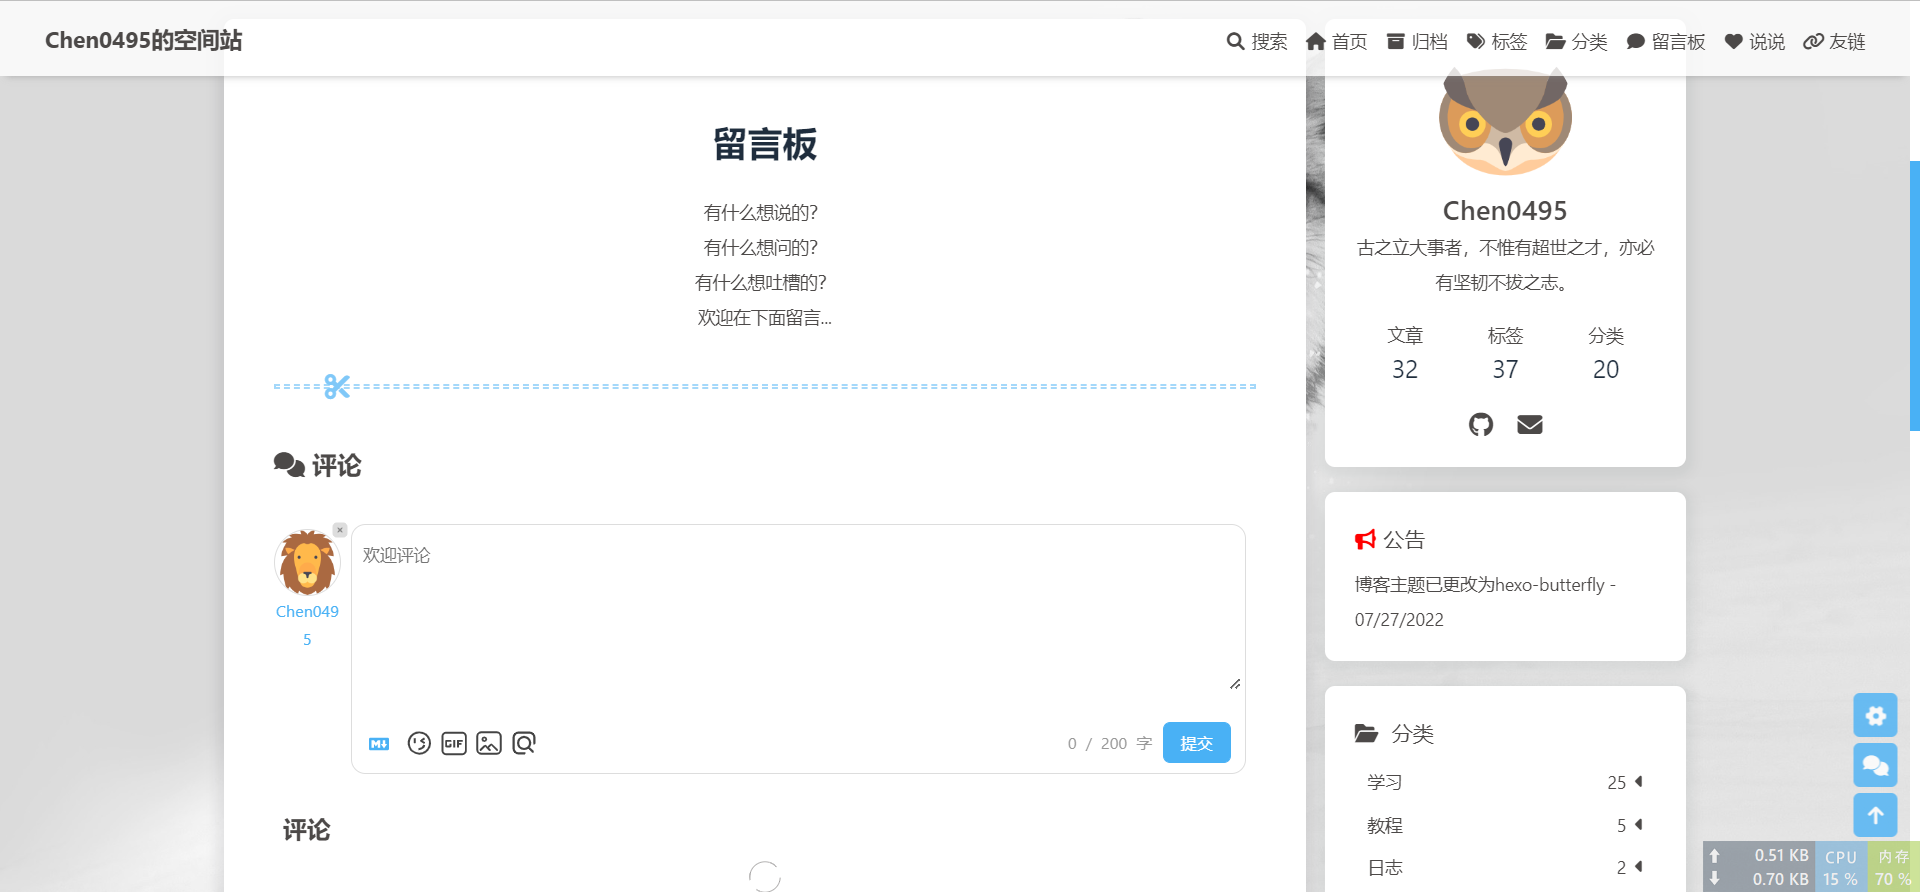 Chen0495的空间站
搜索 首页 归档 标签 分类 留言板 说说 友链
留言板
有什么想说的?
有什么想问的?
有什么想吐槽的?
欢迎在下面留言...
评论
Chen049
5
欢迎评论
M↓
GIF
0 / 200 字
提交
评论
Chen0495
古之立大事者，不惟有超世之才，亦必
有坚韧不拔之志。
文章 标签 分类
32 37 20
公告
博客主题已更改为hexo-butterfly -
07/27/2022
分类
学习 25
教程 5
日志 2
0.51 KB CPU 内存
0.70 KB 15 % 70 %